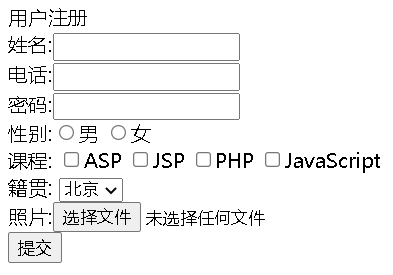 用户注册
姓名:
电话:
密码:
性别: 男 女
课程: ASP JSP PHP JavaScript
籍贯: 北京
照片: 选择文件 未选择任何文件
提交